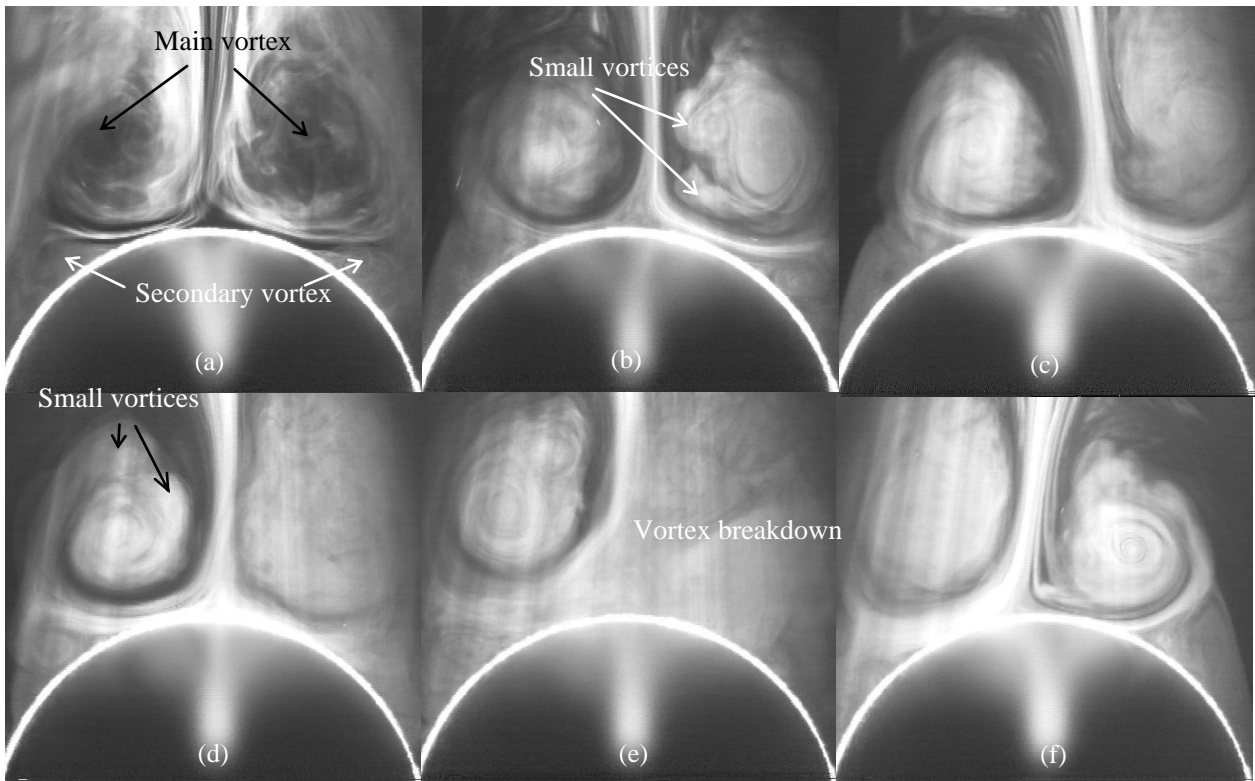 Main vortex
Small vortices
Secondary vortex
(a)
(b)
(c)
Small vortices
Vortex breakdown
(d)
(e)
(f)